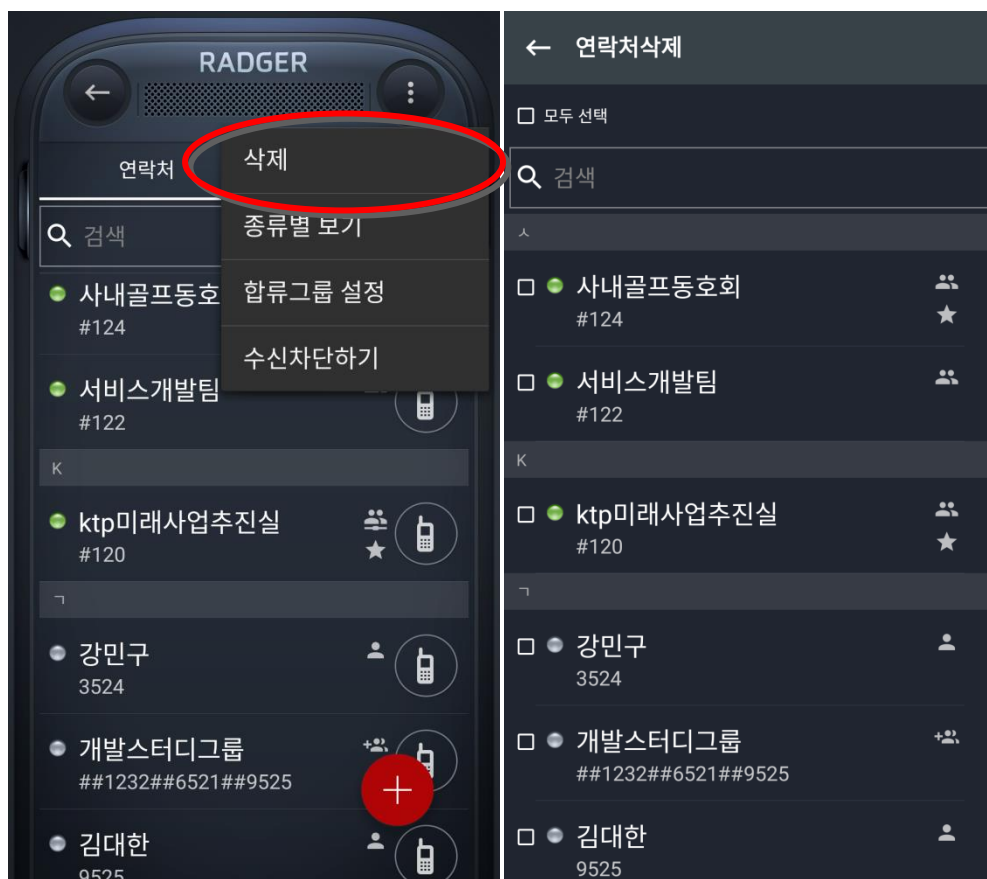 RADGER
연락처
삭제
종류별 보기
합류그룹 설정
수신차단하기
검색
사내골프동호
#124
서비스개발팀
#122
K
ktp미래사업추진실
#120
ㄱ
강민구
3524
개발스터디그룹
##1232##6521##9525
김대한
9525
연락처삭제
모두 선택
검색
ㅅ
사내골프동호회
#124
서비스개발팀
#122
K
ktp미래사업추진실
#120
ㄱ
강민구
3524
개발스터디그룹
##1232##6521##9525
김대한
9525